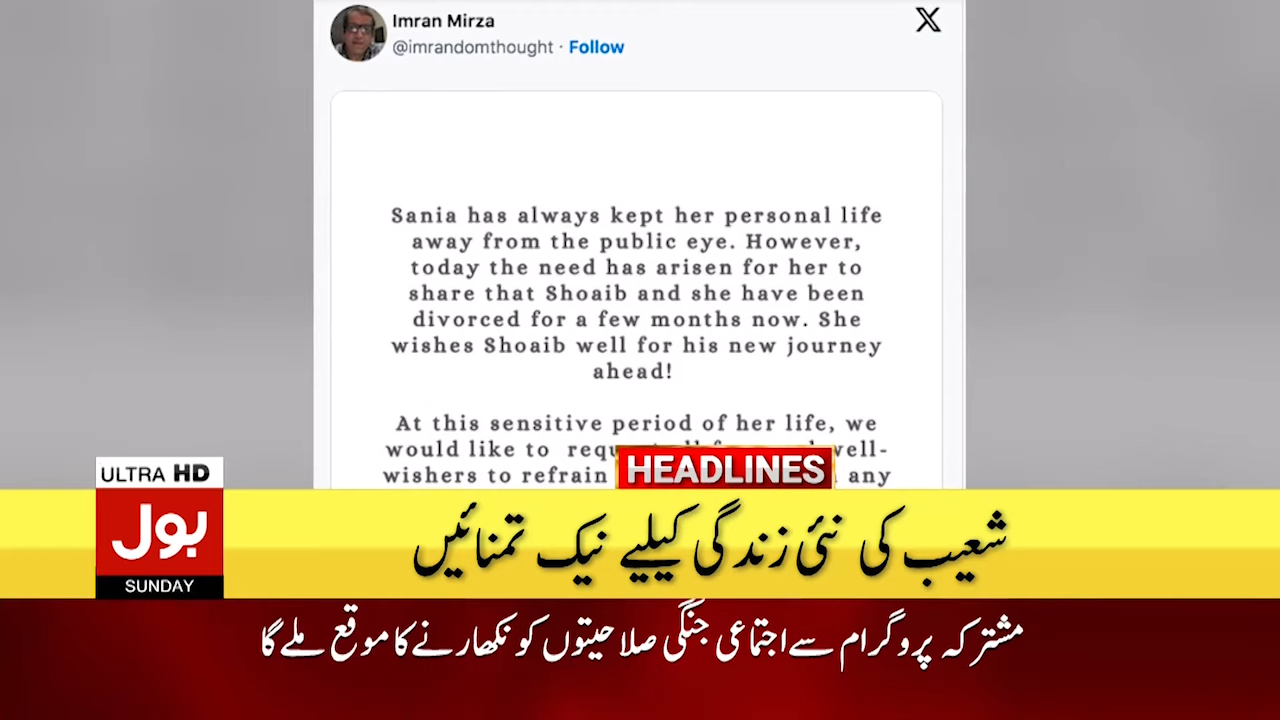 Imran Mirza
@imrandomthought · Follow
X
Sania has always kept her personal life
away from the public eye. However,
today the need has arisen for her to
share that Shoaib and she have been
divorced for a few months now. She
wishes Shoaib well for his new journey
ahead!
At this sensitive period of her life, we
would like to well-
wishers to refrain any
HEADLINES
ULTRA HD
بول
SUNDAY
شعیب کی نئی زندگی کیلیے نیک تمنائیں
مشترکہ پروگرام سے اجتماعی جنگی صلاحیتوں کو نکھارنے کا موقع ملے گا